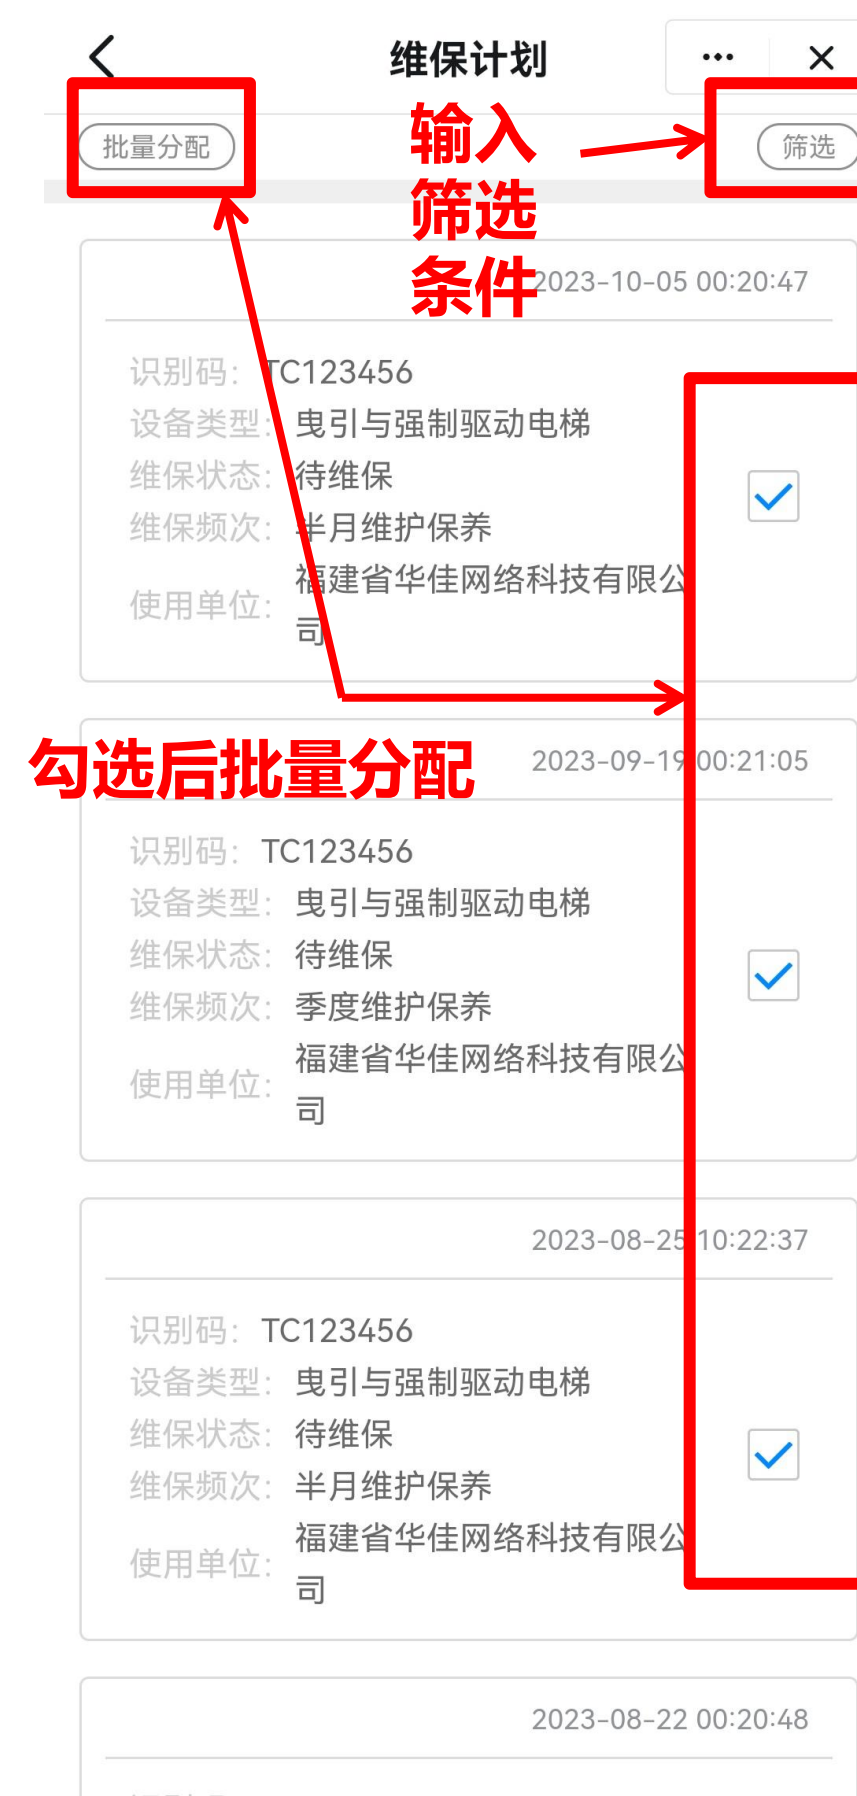 维保计划
批量分配
输入
筛选
条件
筛选
2023-10-05 00:20:47
识别码: TC123456
设备类型: 曳引与强制驱动电梯
维保状态: 待维保
维保频次: 半月维护保养
使用单位: 福建省华佳网络科技有限公
司
勾选后批量分配
2023-09-19 00:21:05
识别码: TC123456
设备类型: 曳引与强制驱动电梯
维保状态: 待维保
维保频次: 季度维护保养
使用单位: 福建省华佳网络科技有限公
司
2023-08-25 10:22:37
识别码: TC123456
设备类型: 曳引与强制驱动电梯
维保状态: 待维保
维保频次: 半月维护保养
使用单位: 福建省华佳网络科技有限公
司
2023-08-22 00:20:48